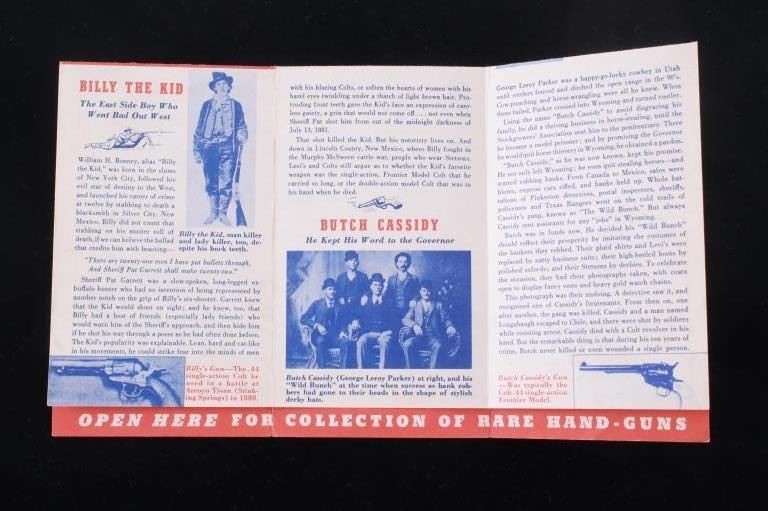 BILLY THE KID
The East Side Boy Who
Went Bad Out West
William H. Bonney, alias "Billy
the Kid," was born in the slums
of New York City, followed his
evil star of destiny to the West,
and launched his career of crime
at twelve by stabbing to death a
blacksmith in Silver City, New
Mexico. Billy did not count that
stabbing on his muster roll of
death, if we can believe the ballad
that credits him with boasting:
Billy the Kid, man killer
and lady killer, too, de-
spite his buck teeth.
"There are twenty-one men I have put bullets through,
And Sheriff Pat Garrett shall make twenty-two."
Sheriff Pat Garrett was a slow-spoken, long-legged ex-
buffalo hunter who had no intention of being represented by
another notch on the grip of Billy's six-shooter. Garrett knew
that the Kid would shoot on sight; and he knew, too, that
Billy had a host of friends (especially lady friends) who
would warn him of the Sheriff's approach, and then hide him
if he shot his way through a posse as he had often done before.
The Kid's popularity was explainable. Lean, hard and cat-like
in his movements, he could strike fear into the minds of men
Billy's Gun—The .44
single-action Colt he
used in a battle at
Arroyo Tivan (Stink-
ing Springs) in 1880.
with his blazing Colts, or soften the hearts of women with his
hazel eyes twinkling under a thatch of light brown hair. Pro-
truding front teeth gave the Kid's face an expression of care-
less gaiety, a grin that would not come off . . . not even when
Sheriff Pat shot him from out of the midnight darkness of
July 13, 1881.
That shot killed the Kid. But his notoriety lives on. And
down in Lincoln County, New Mexico, where Billy fought in
the Murphy-McSween cattle war, people who wear Stetsons,
Levi's and Colts still argue as to whether the Kid's favorite
weapon was the single-action, Frontier Model Colt that he
carried so long, or the double-action model Colt that was in
his hand when he died.
BUTCH CASSIDY
He Kept His Word to the Governor
Butch Cassidy (George Leroy Parker) at right, and his
"Wild Bunch" at the time when success as bank rob-
bers had gone to their heads in the shape of stylish
derby hats.
George Leroy Parker was a happy-go-lucky cowboy in Utah
until settlers fenced and ditched the open range in the 90's.
Cow-punching and horse wrangling were all he knew. When
these failed, Parker crossed into Wyoming and turned rustler.
Using the name "Butch Cassidy" to avoid disgracing his
family, he did a thriving business in horse-stealing, until the
Stockgrowers' Association sent him to the penitentiary. There
he became a model prisoner; and by promising the Governor
he would quit horse thievery in Wyoming, he obtained a pardon.
"Butch Cassidy," as he was now known, kept his promise.
He not only left Wyoming; he even quit stealing horses—and
started robbing banks. From Canada to Mexico, safes were
blown, express cars rifled, and banks held up. Whole bat-
talions of Pinkerton detectives, postal inspectors, sheriffs,
policemen and Texas Rangers went on the cold trails of
Cassidy's gang, known as "The Wild Bunch." But always
Cassidy sent assistants for any "jobs" in Wyoming.
Butch was in funds now. He decided his "Wild Bunch"
should reflect their prosperity by imitating the costumes of
the bankers they robbed. Their plaid shirts and Levi's were
replaced by natty business suits; their high-heeled boots by
polished oxfords; and their Stetsons by derbies. To celebrate
the occasion, they had their photographs taken, with coats
open to display fancy vests and heavy gold watch chains.
This photograph was their undoing. A detective saw it, and
recognized one of Cassidy's lieutenants. From then on, one
after another, the gang was killed. Cassidy and a man named
Longabaugh escaped to Chile, and there were shot by soldiers
while resisting arrest. Cassidy died with a Colt revolver in his
hand. But the remarkable thing is that during his ten years of
crime, Butch never killed or even wounded a single person.
Butch Cassidy's Gun
—Was typically the
Colt .44 single-action
Frontier Model.
OPEN HERE FOR COLLECTION OF RARE HAND-GUNS